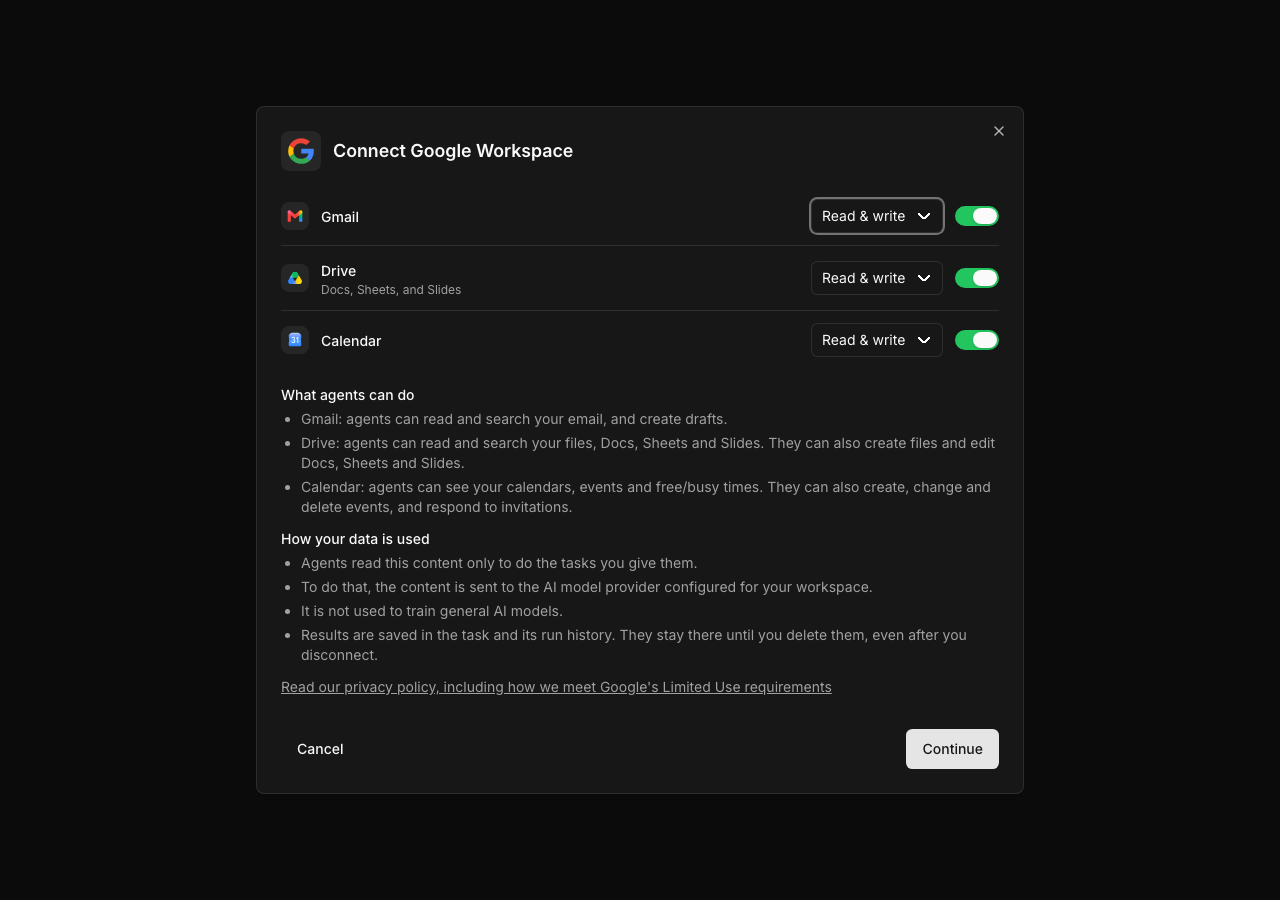 Connect Google Workspace
Gmail
Read & write
Drive
Docs, Sheets, and Slides
Read & write
31
Calendar
Read & write
What agents can do
Gmail: agents can read and search your email, and create drafts.
Drive: agents can read and search your files, Docs, Sheets and Slides. They can also create files and edit
Docs, Sheets and Slides.
Calendar: agents can see your calendars, events and free/busy times. They can also create, change and
delete events, and respond to invitations.
How your data is used
Agents read this content only to do the tasks you give them.
To do that, the content is sent to the AI model provider configured for your workspace.
It is not used to train general AI models.
Results are saved in the task and its run history. They stay there until you delete them, even after you
disconnect.
Read our privacy policy, including how we meet Google's Limited Use requirements
Cancel
Continue